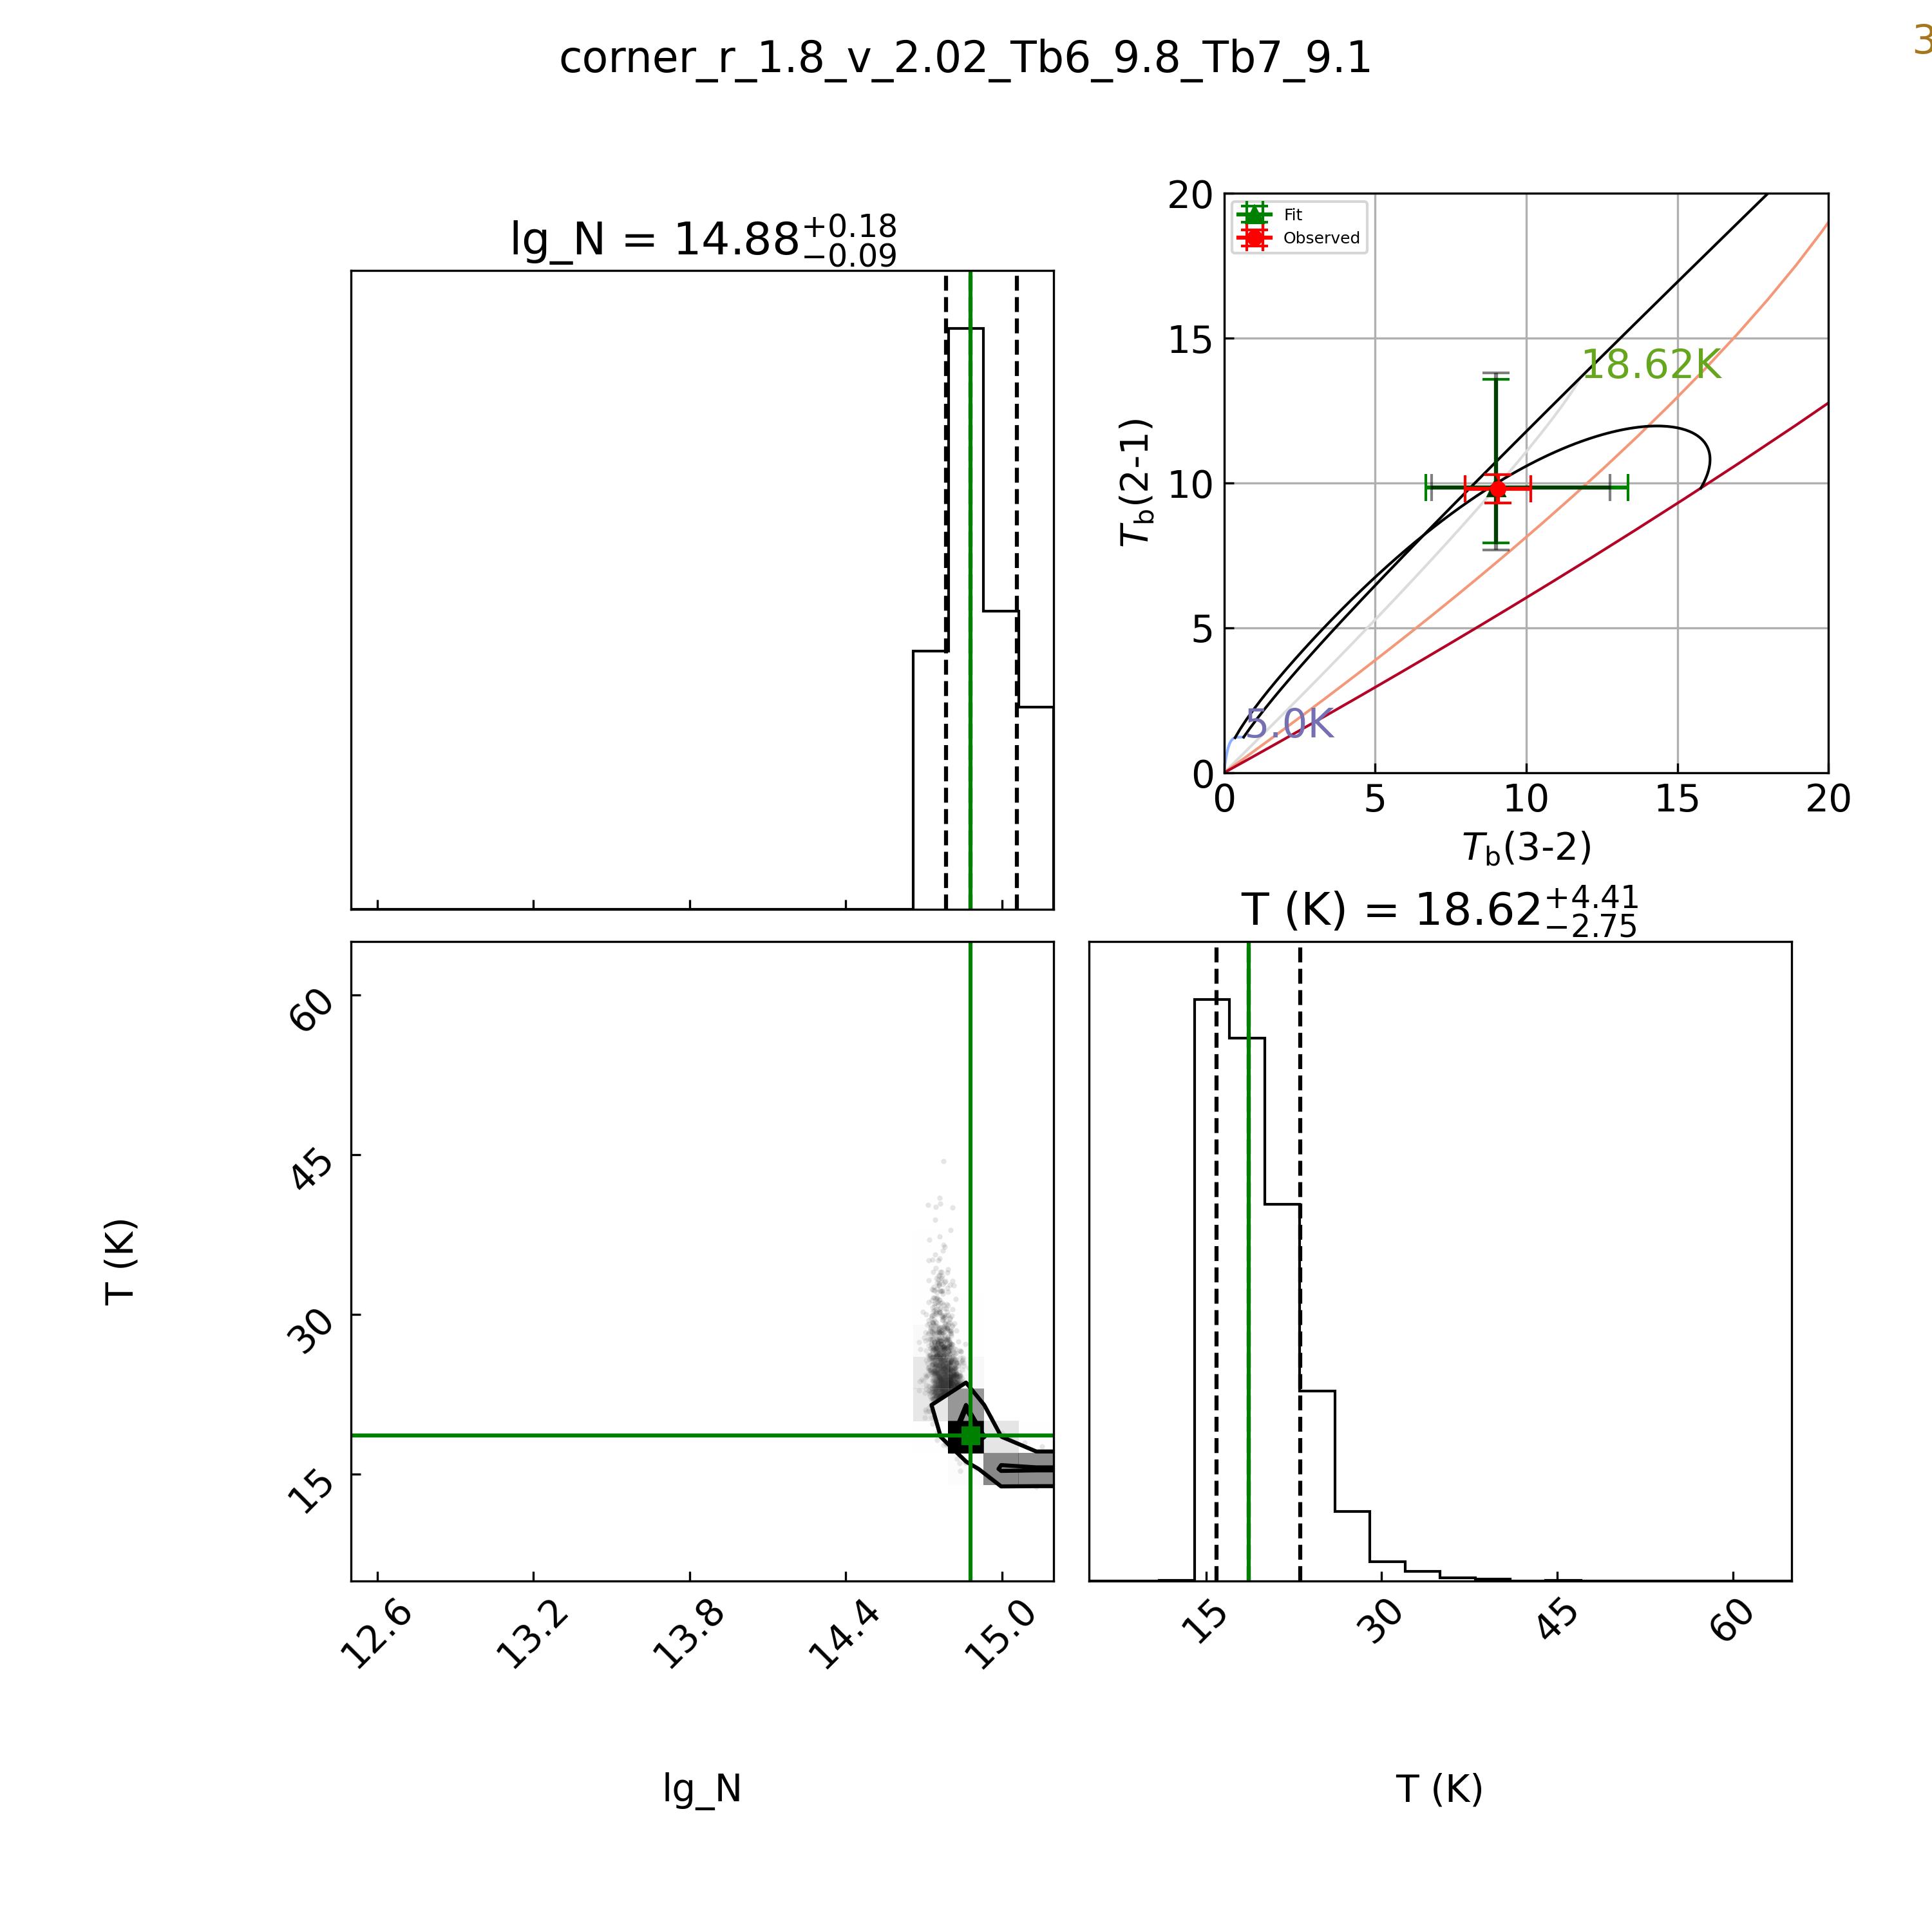 corner_r_1.8_v_2.02_Tb6_9.8_Tb7_9.1
3
lg_N = 14.88+0.18−0.09
20
15
10
5
0
Tb(2-1)
Fit
Observed
18.62K
5.0K
0 5 10 15 20
Tb(3-2)
T (K) = 18.62+4.41−2.75
60
45
30
15
T (K)
12.6 13.2 13.8 14.4 15.0
lg_N
15 30 45 60
T (K)